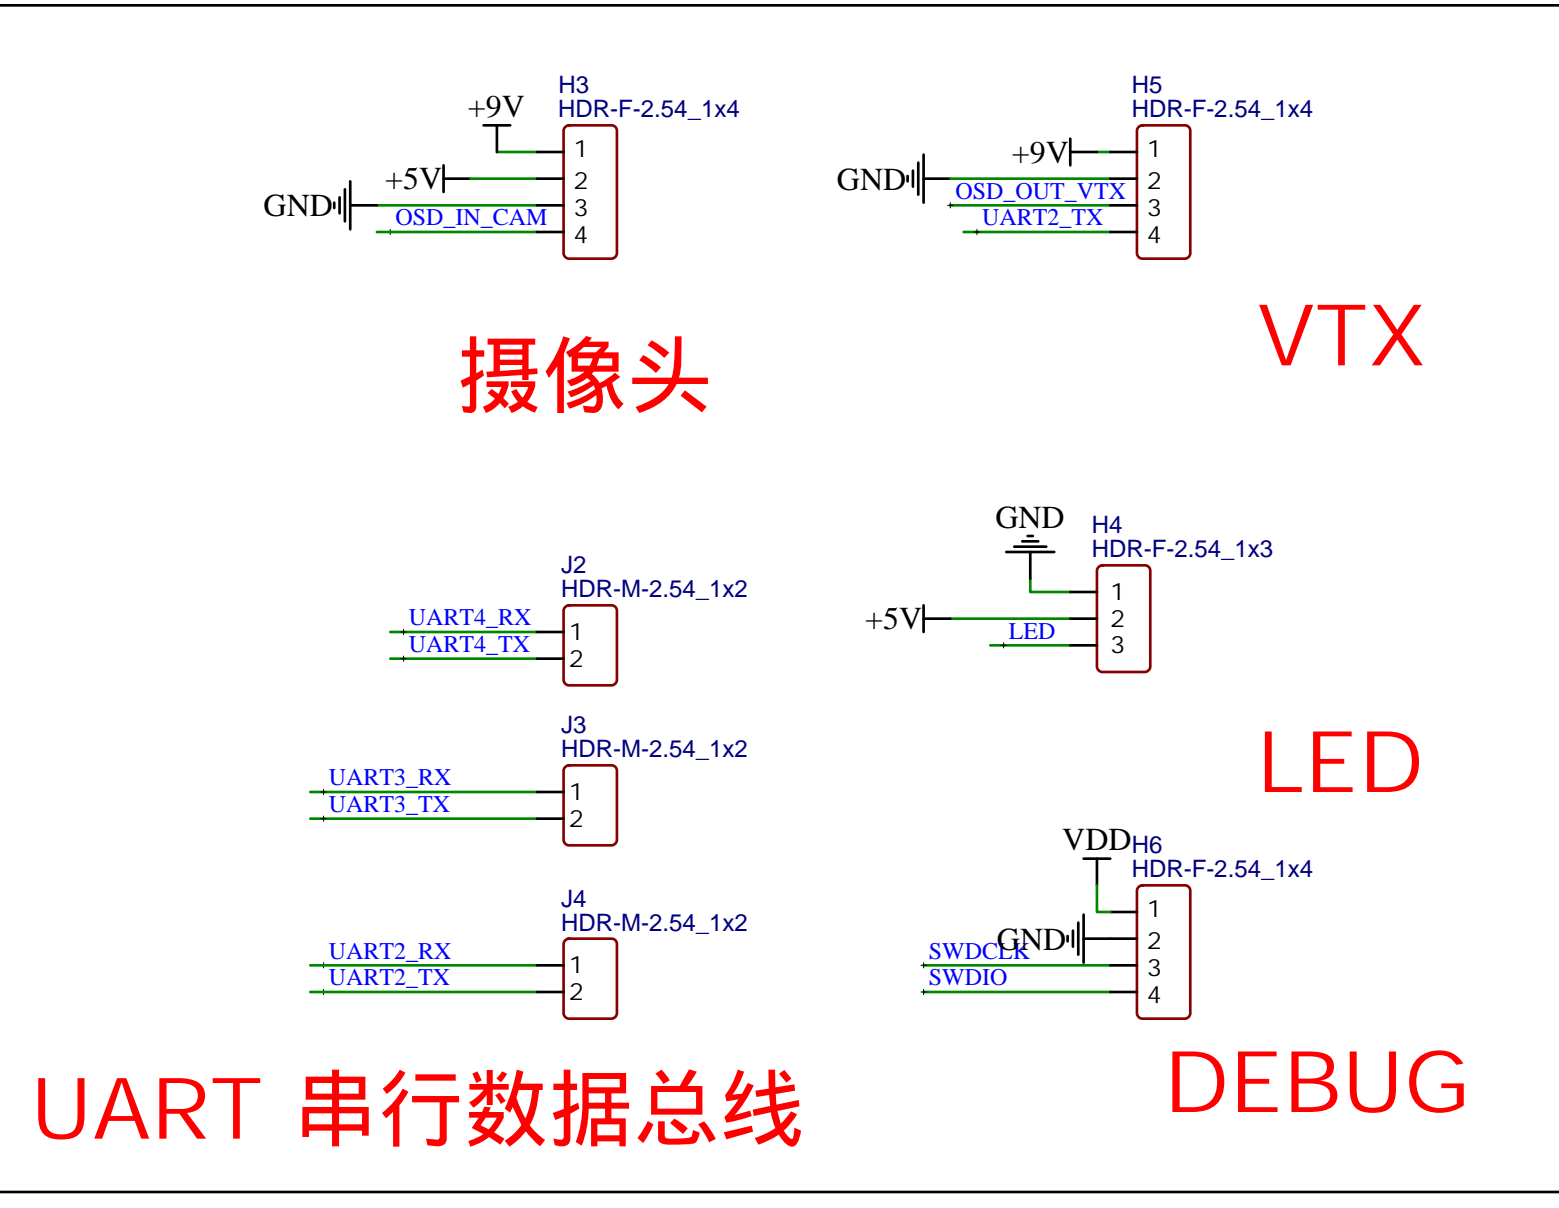 H3
HDR-F-2.54_1x4
+9V
1
+5V
2
GND
3
OSD_IN_CAM
4
摄像头
H5
HDR-F-2.54_1x4
+9V
1
GND
2
OSD_OUT_VTX
3
UART2_TX
4
VTX
J2
HDR-M-2.54_1x2
UART4_RX
1
UART4_TX
2
J3
HDR-M-2.54_1x2
UART3_RX
1
UART3_TX
2
J4
HDR-M-2.54_1x2
UART2_RX
1
UART2_TX
2
UART 串行数据总线
GND
H4
HDR-F-2.54_1x3
1
+5V
2
LED
3
LED
VDD
H6
HDR-F-2.54_1x4
1
GND
2
SWDCLK
3
SWDIO
4
DEBUG